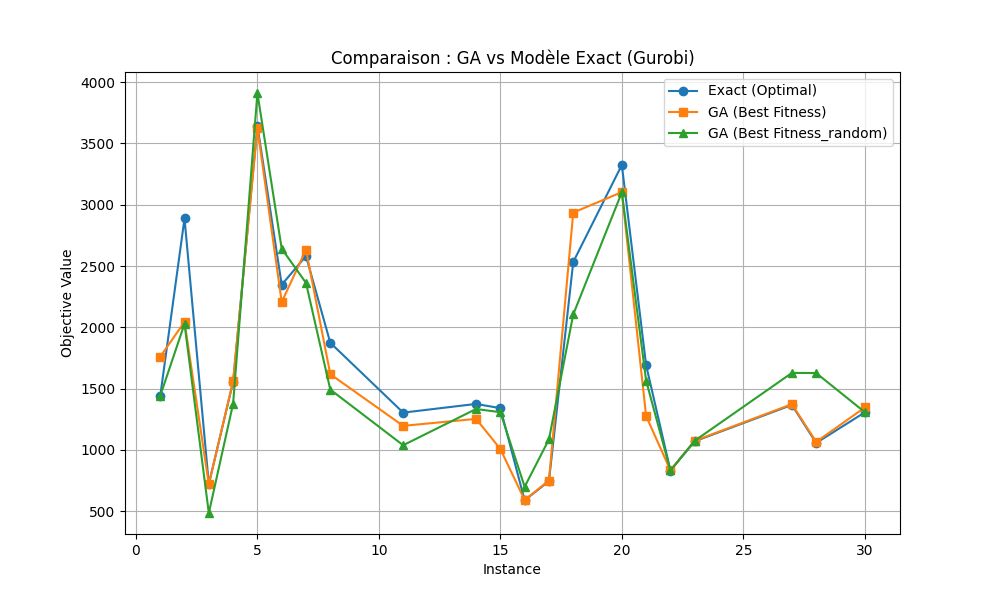 Comparaison : GA vs Modèle Exact (Gurobi)
4000
3500
3000
2500
2000
1500
1000
500
Objective Value
Exact (Optimal)
GA (Best Fitness)
GA (Best Fitness_random)
0 5 10 15 20 25 30
Instance